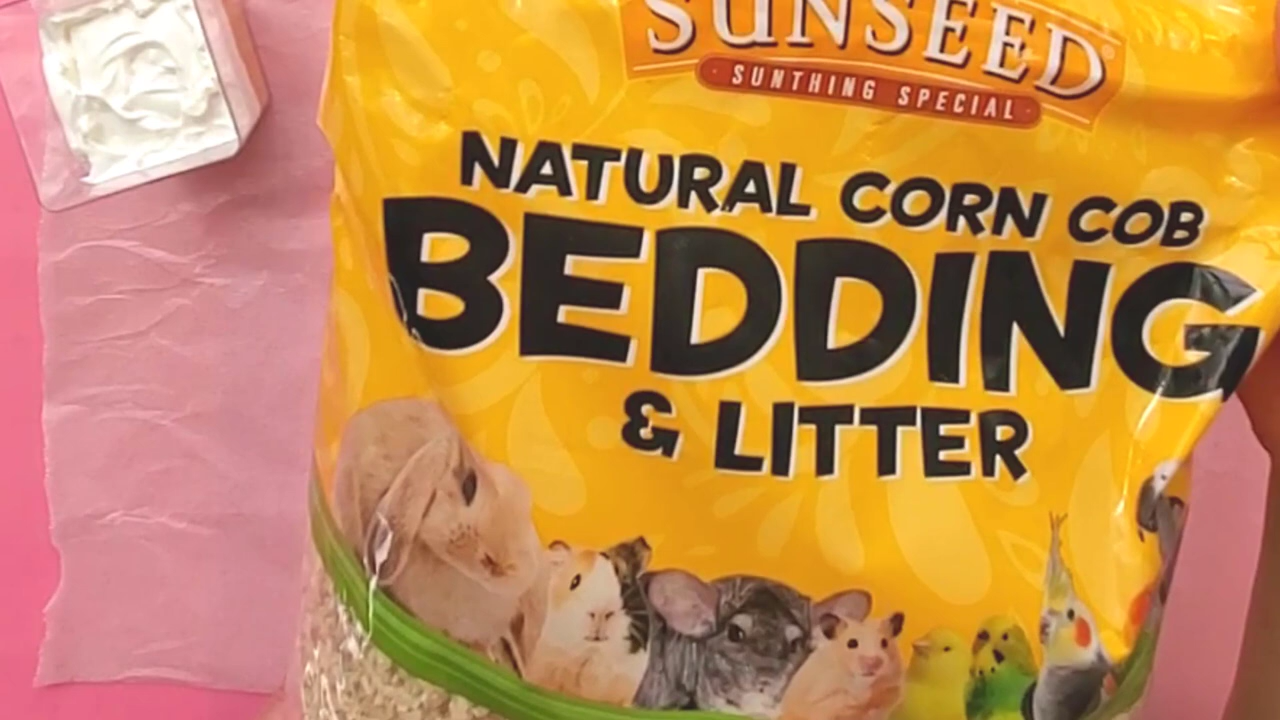 SUNSEED®
SUNTHING SPECIAL
NATURAL CORN COB
BEDDING
& LITTER